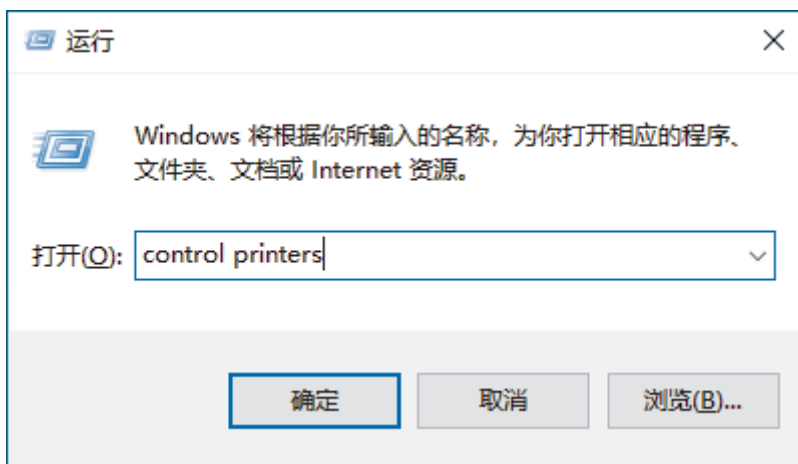 运行
Windows 将根据你所输入的名称，为你打开相应的程序、
文件夹、文档或 Internet 资源。
打开(O): control printers
确定 取消 浏览(B)...